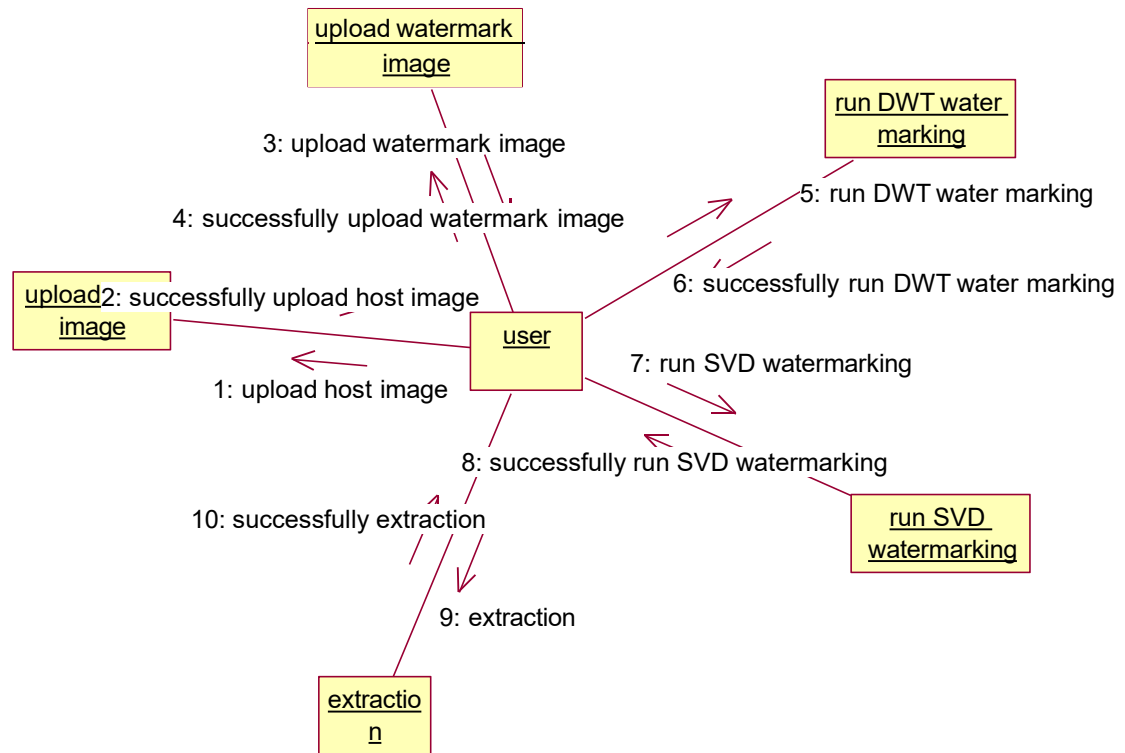 upload watermark
image
run DWT water
marking
3: upload watermark image
5: run DWT water marking
4: successfully upload watermark image
6: successfully run DWT water marking
upload
image
2: successfully upload host image
user
7: run SVD watermarking
1: upload host image
8: successfully run SVD watermarking
10: successfully extraction
run SVD
watermarking
9: extraction
extractio
n